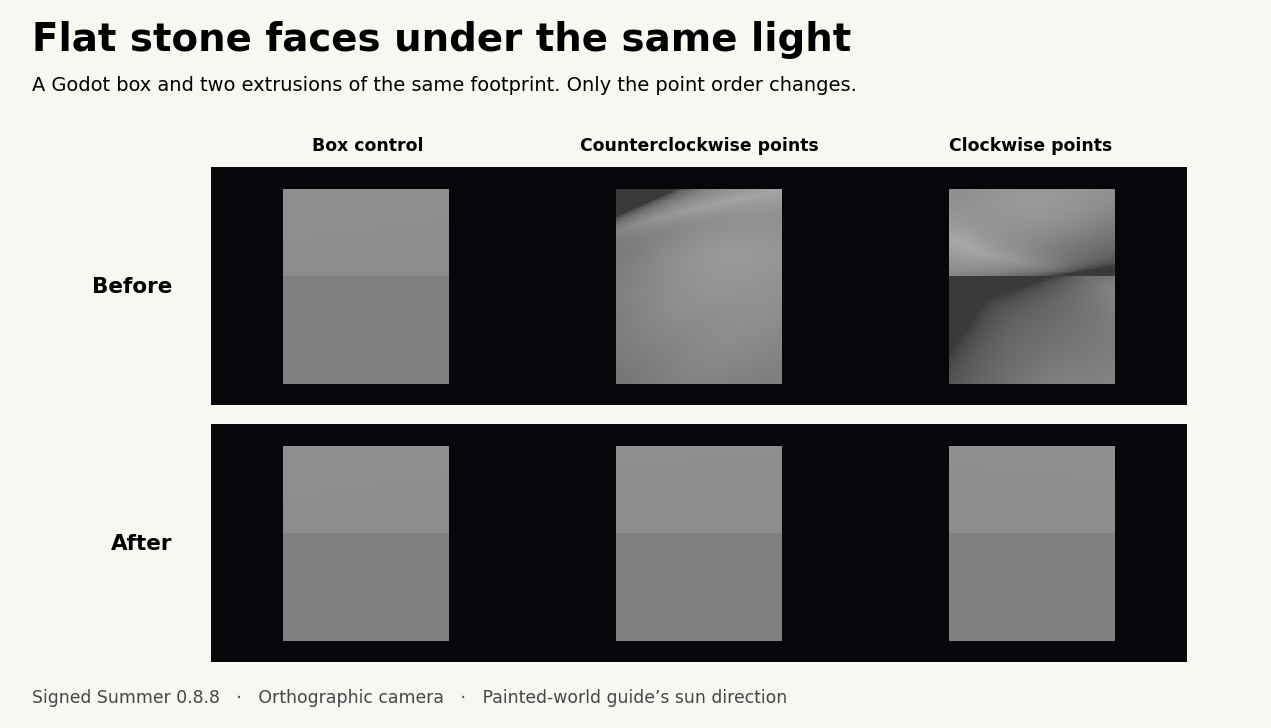 Flat stone faces under the same light
A Godot box and two extrusions of the same footprint. Only the point order changes.
Box control
Counterclockwise points
Clockwise points
Before
After
Signed Summer 0.8.8 · Orthographic camera · Painted-world guide’s sun direction